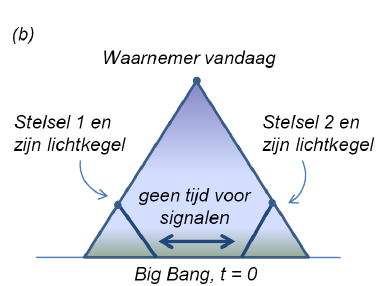 (b)
Waarnemer vandaag
Stelsel 1 en
zijn lichtkegel
Stelsel 2 en
zijn lichtkegel
geen tijd voor
signalen
Big Bang, t = 0